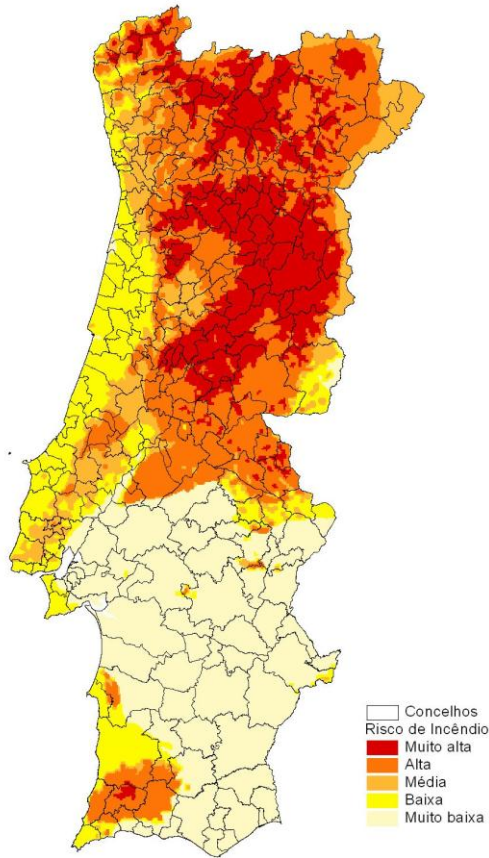 Concelhos
Risco de Incêndio
Muito alta
Alta
Média
Baixa
Muito baixa